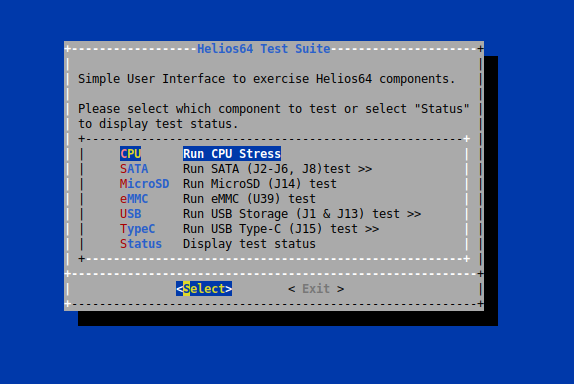 Helios64 Test Suite
Simple User Interface to exercise Helios64 components.
Please select which component to test or select "Status"
to display test status.
CPU Run CPU Stress
SATA Run SATA (J2-J6, J8)test >>
MicroSD Run MicroSD (J14) test
eMMC Run eMMC (U39) test
USB Run USB Storage (J1 & J13) test >>
TypeC Run USB Type-C (J15) test >>
Status Display test status
<Select> < Exit >